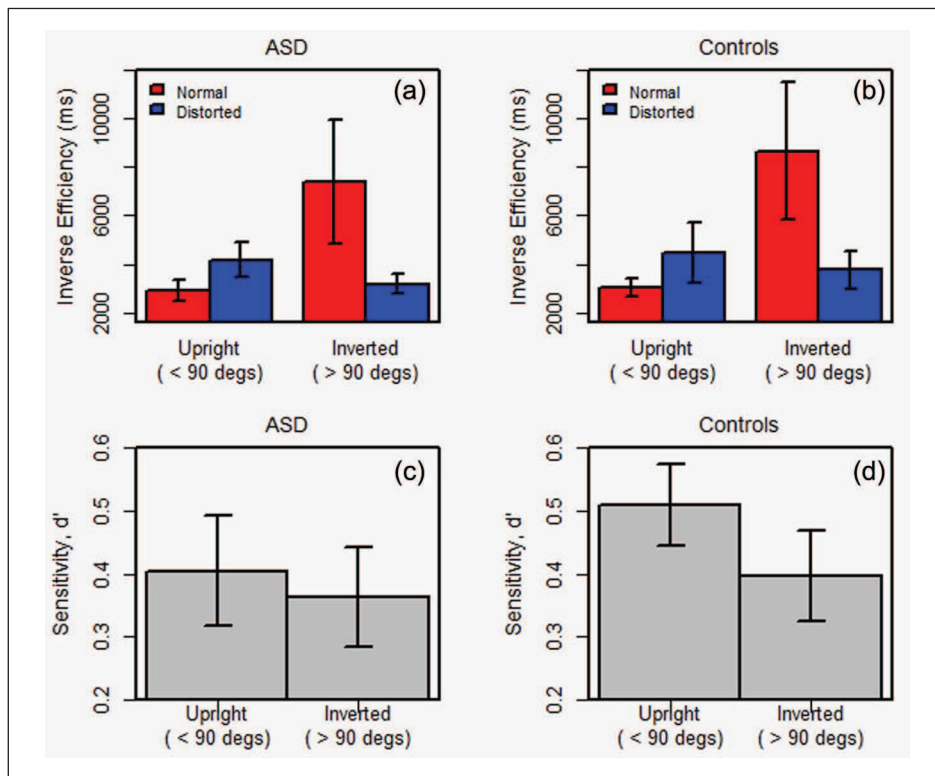 ASD
Controls
Inverse Efficiency (ms)
10000
6000
2000
Normal
Distorted
(a)
Upright
( < 90 degs)
Inverted
( > 90 degs)
Inverse Efficiency (ms)
10000
6000
2000
Normal
Distorted
(b)
Upright
( < 90 degs)
Inverted
( > 90 degs)
ASD
Controls
Sensitivity, d'
0.6
0.5
0.4
0.3
0.2
(c)
Upright
( < 90 degs)
Inverted
( > 90 degs)
Sensitivity, d'
0.6
0.5
0.4
0.3
0.2
(d)
Upright
( < 90 degs)
Inverted
( > 90 degs)